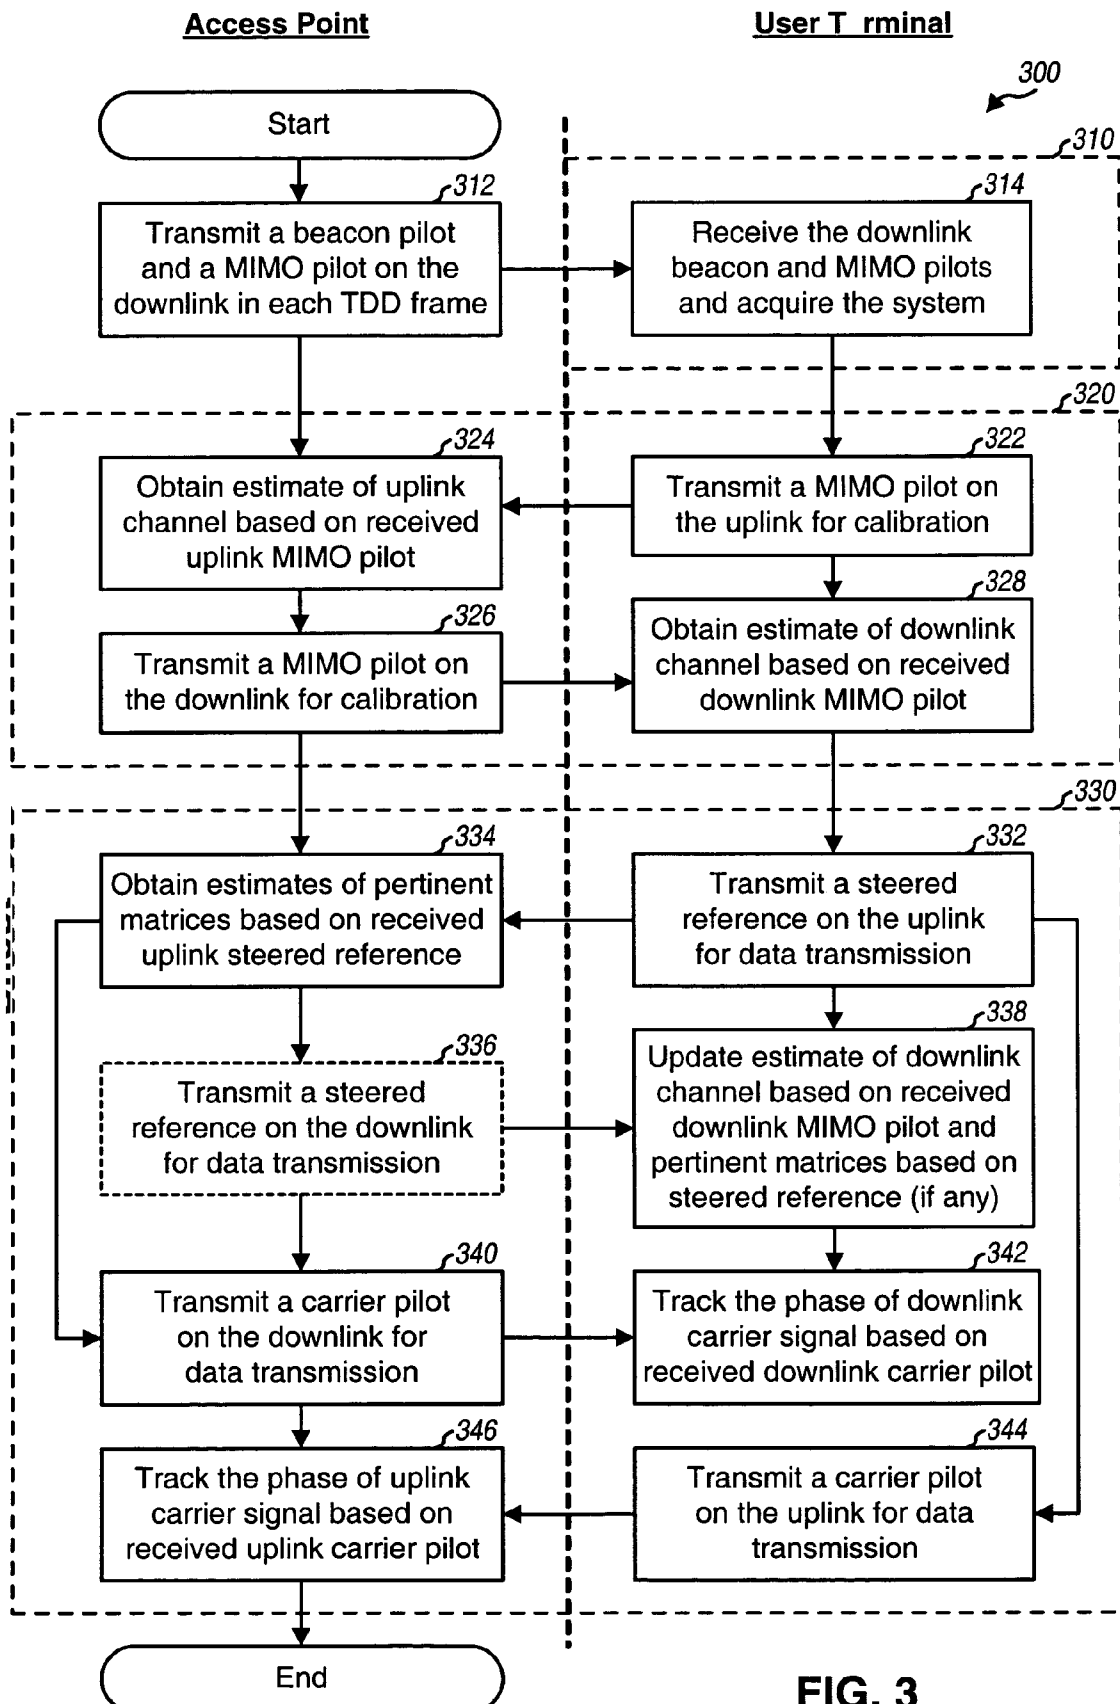 Access Point
User T rminal
300
Start
310
312
Transmit a beacon pilot
and a MIMO pilot on the
downlink in each TDD frame
314
Receive the downlink
beacon and MIMO pilots
and acquire the system
320
324
Obtain estimate of uplink
channel based on received
uplink MIMO pilot
322
Transmit a MIMO pilot on
the uplink for calibration
326
Transmit a MIMO pilot on
the downlink for calibration
328
Obtain estimate of downlink
channel based on received
downlink MIMO pilot
330
334
Obtain estimates of pertinent
matrices based on received
uplink steered reference
332
Transmit a steered
reference on the uplink
for data transmission
336
Transmit a steered
reference on the downlink
for data transmission
338
Update estimate of downlink
channel based on received
downlink MIMO pilot and
pertinent matrices based on
steered reference (if any)
340
Transmit a carrier pilot
on the downlink for
data transmission
342
Track the phase of downlink
carrier signal based on
received downlink carrier pilot
346
Track the phase of uplink
carrier signal based on
received uplink carrier pilot
344
Transmit a carrier pilot
on the uplink for data
transmission
End
FIG. 3